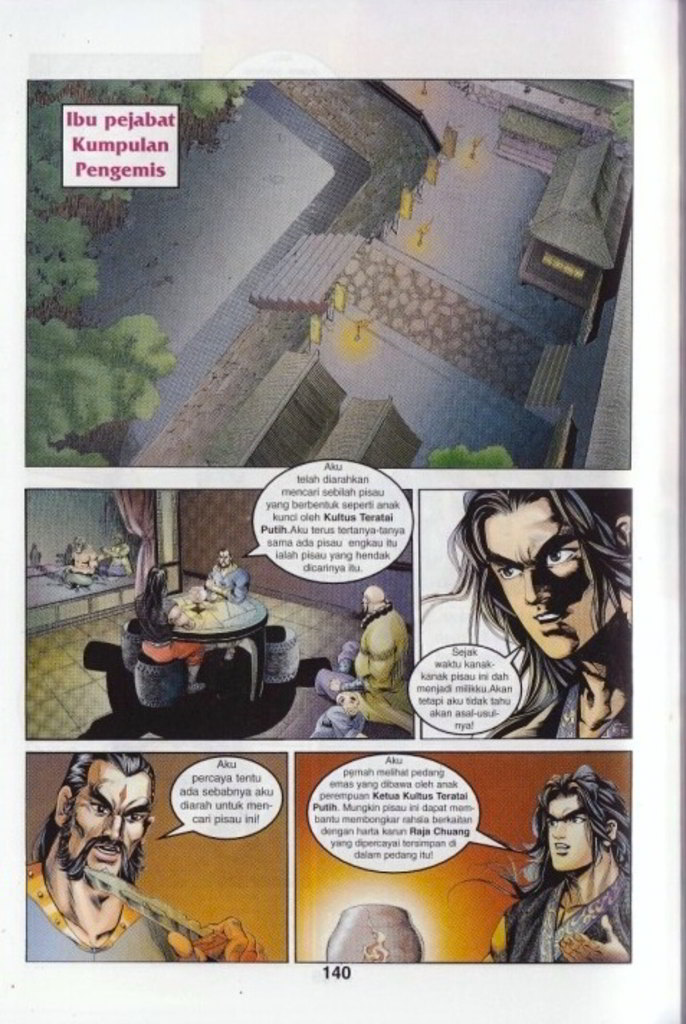 Ibu pejabat
Kumpulan
Pengemis
Aku
telah diarahkan
mencari sebilah pisau
yang berbentuk seperti anak
kunci oleh Kultus Teratai
Putih.Aku terus tertanya-tanya
sama ada pisau engkau itu
ialah pisau yang hendak
dicarinya itu.
Sejak
waktu kanak-
kanak pisau ini dah
menjadi milikku.Akan
tetapi aku tidak tahu
akan asal-usul-
nya!
Aku
percaya tentu
ada sebabnya aku
diarah untuk men-
cari pisau ini!
Aku
pernah melihat pedang
emas yang dibawa oleh anak
perempuan Ketua Kultus Teratai
Putih. Mungkin pisau ini dapat mem-
bantu membongkar rahsia berkaitan
dengan harta karun Raja Chuang
yang dipercayai tersimpan di
dalam pedang itu!
140